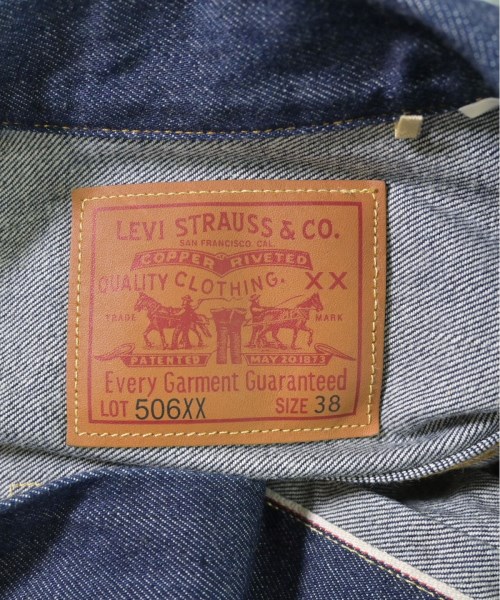 LEVI STRAUSS & CO.
SAN FRANCISCO, CAL.
COPPER RIVETED
QUALITY CLOTHING. XX
TRADE MARK
PATENTED MAY 20 1873
Every Garment Guaranteed
LOT 506XX SIZE 38